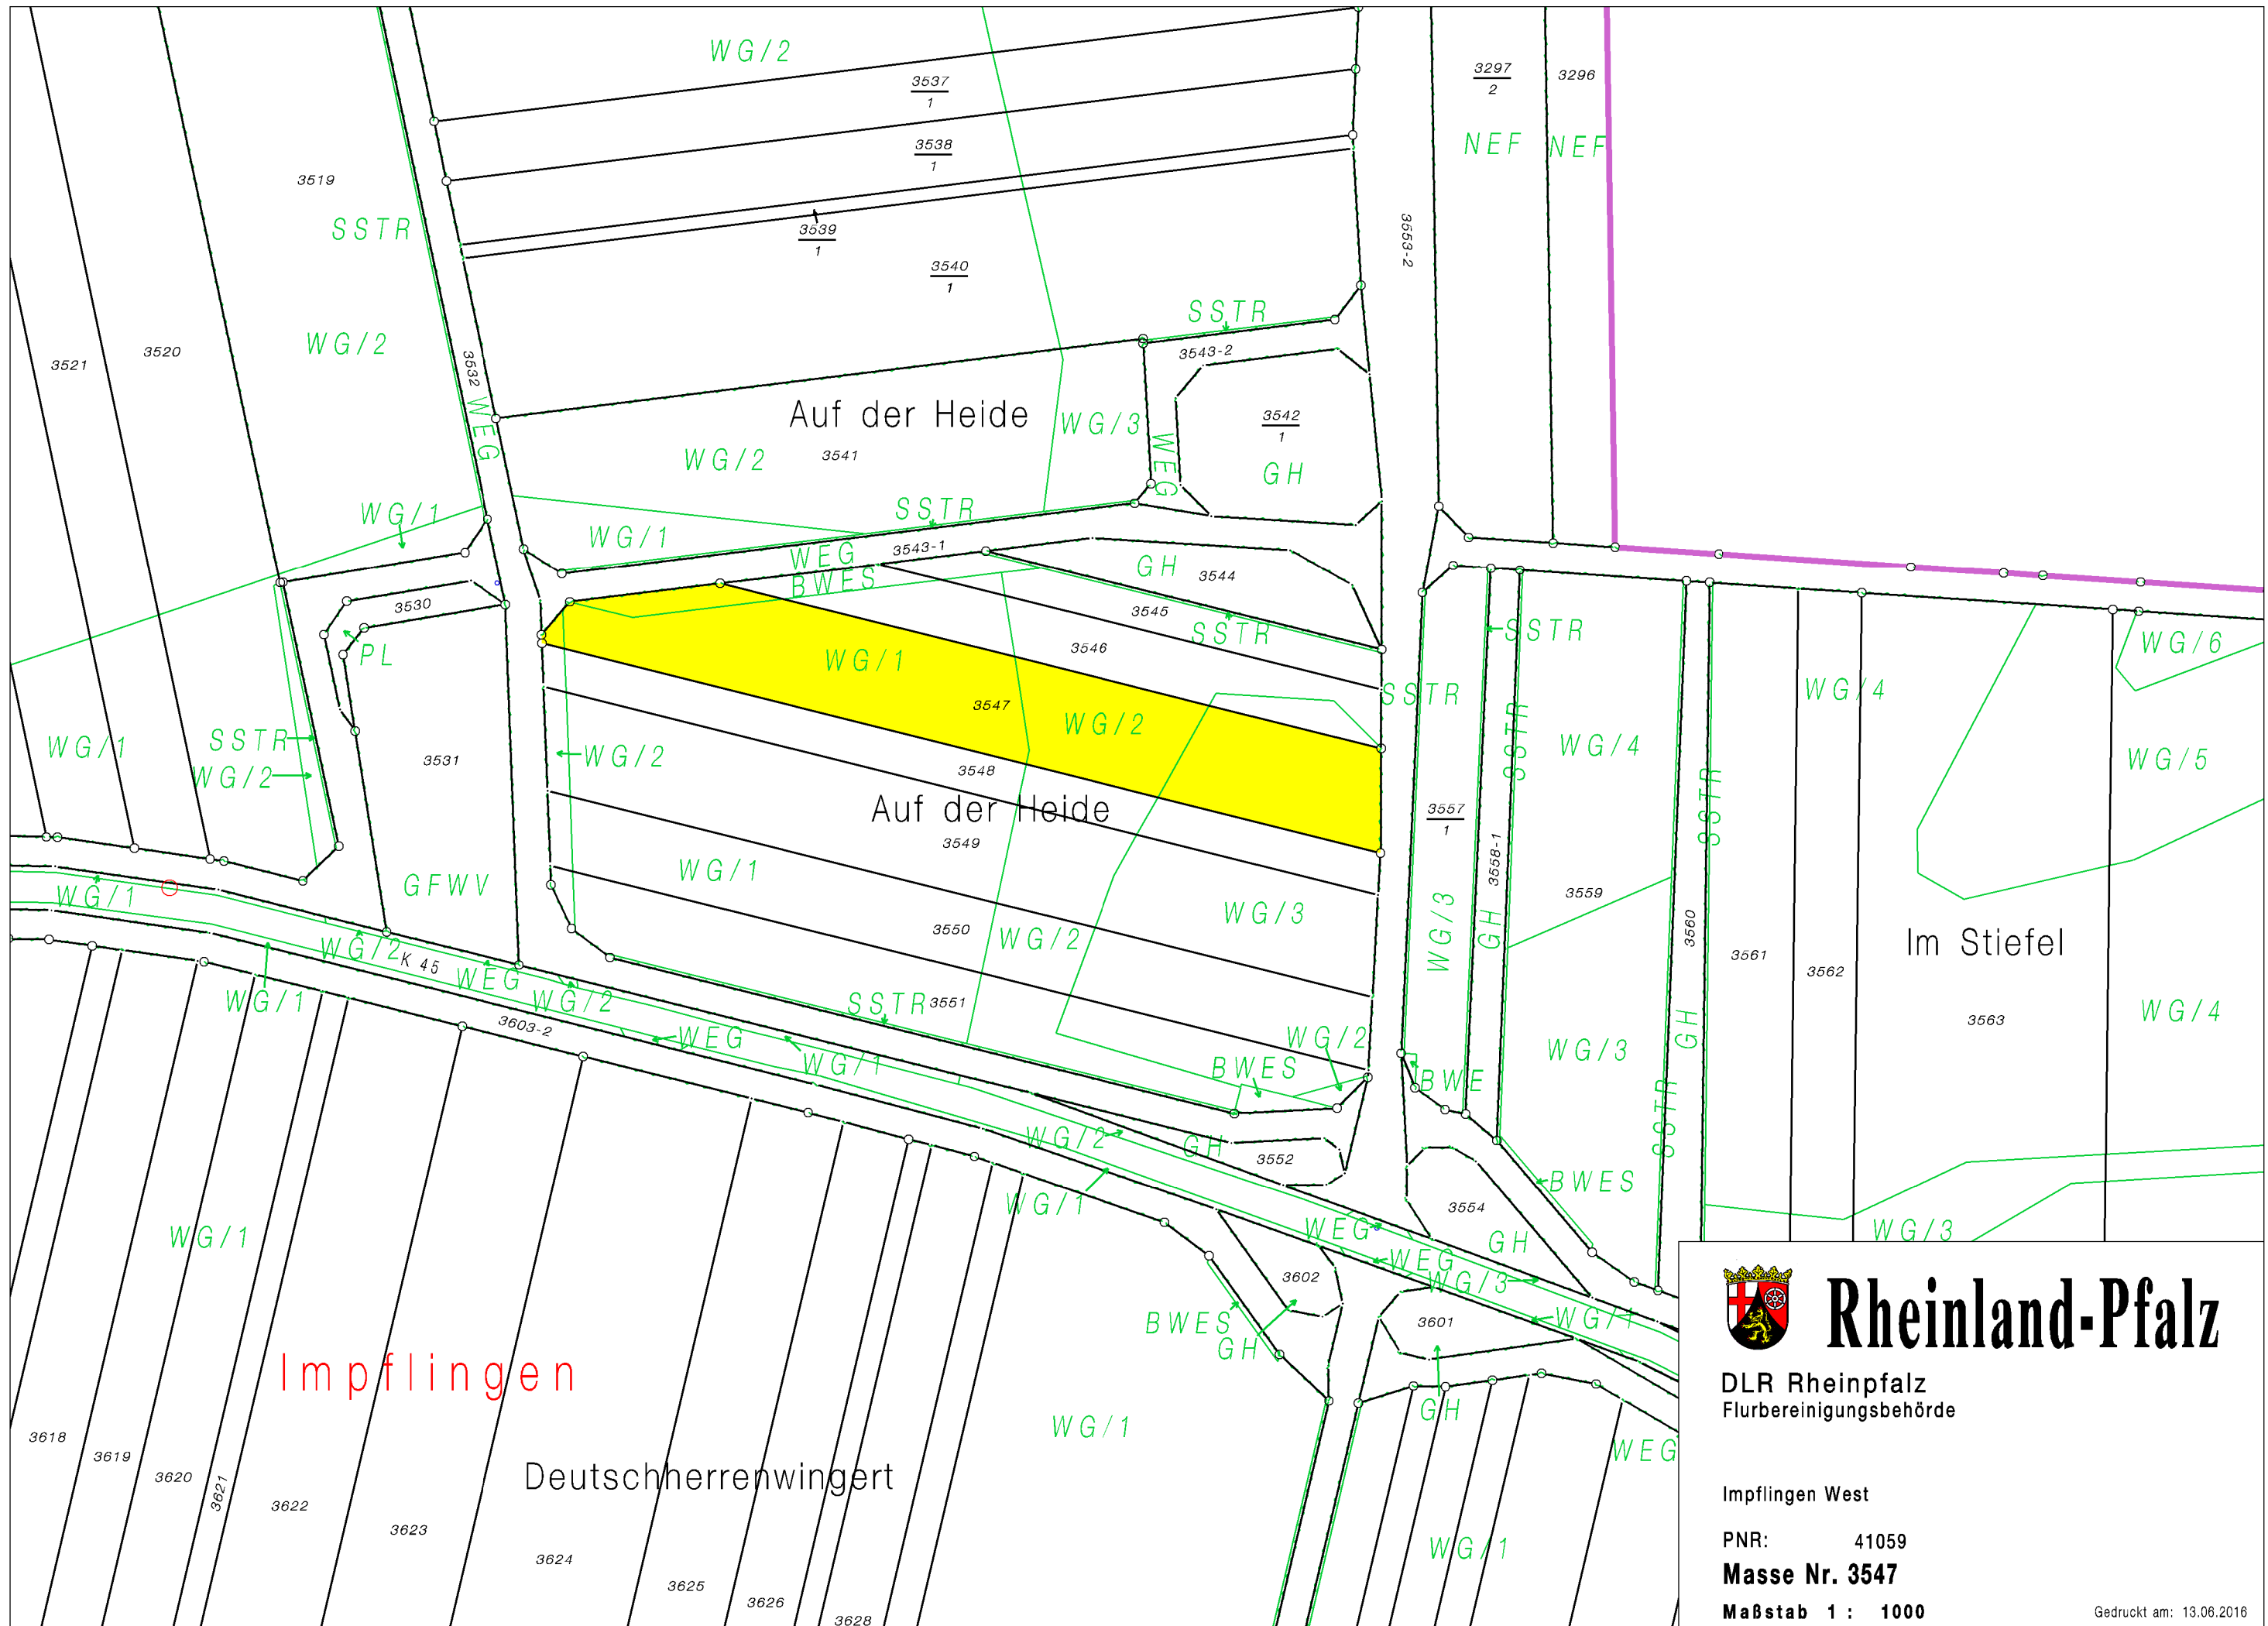 WG/2
3537
1
3297
2
3296
3538
1
NEF
NEF
3519
SSTR
3539
1
3553-2
3540
1
SSTR
WG/2
3521
3520
3532
3543-2
WEG
Auf der Heide
WG/3
3542
1
WG/2
3541
WEG
GH
WG/1
SSTR
WG/1
WEG
3543-1
BWES
GH
3544
3530
3545
SSTR
SSTR
PL
WG/1
3546
WG/6
SSTR
WG/4
3547
WG/2
SSTR
WG/1
SSTR
WG/2
3531
WG/2
3548
WG/4
WG/5
SSTR
Auf der Heide
3557
1
3549
3558-1
WG/1
GFWV
WG/1
3559
WG/3
WG/3
GH
3560
WG/2
K 45
WEG
3550
WG/2
Im Stiefel
3561
3562
WG/1
WG/2
SSTR
3551
3563
WG/4
3603-2
WEG
WG/1
WG/2
GH
WG/3
BWES
BWE
SSTR
WG/2
GH
3552
BWES
WG/1
3554
WG/1
WEG
GH
WG/3
WEG
3602
WG/3
BWES
GH
3601
WG/1
Impflingen
GH
WG/1
WEG
3618
3619
3620
3621
3622
3623
Deutschherrenwingert
3624
3625
3626
3628
WG/1
Rheinland-Pfalz
DLR Rheinpfalz
Flurbereinigungsbehörde
Impflingen West
PNR: 41059
Masse Nr. 3547
Maßstab 1 : 1000
Gedruckt am: 13.06.2016